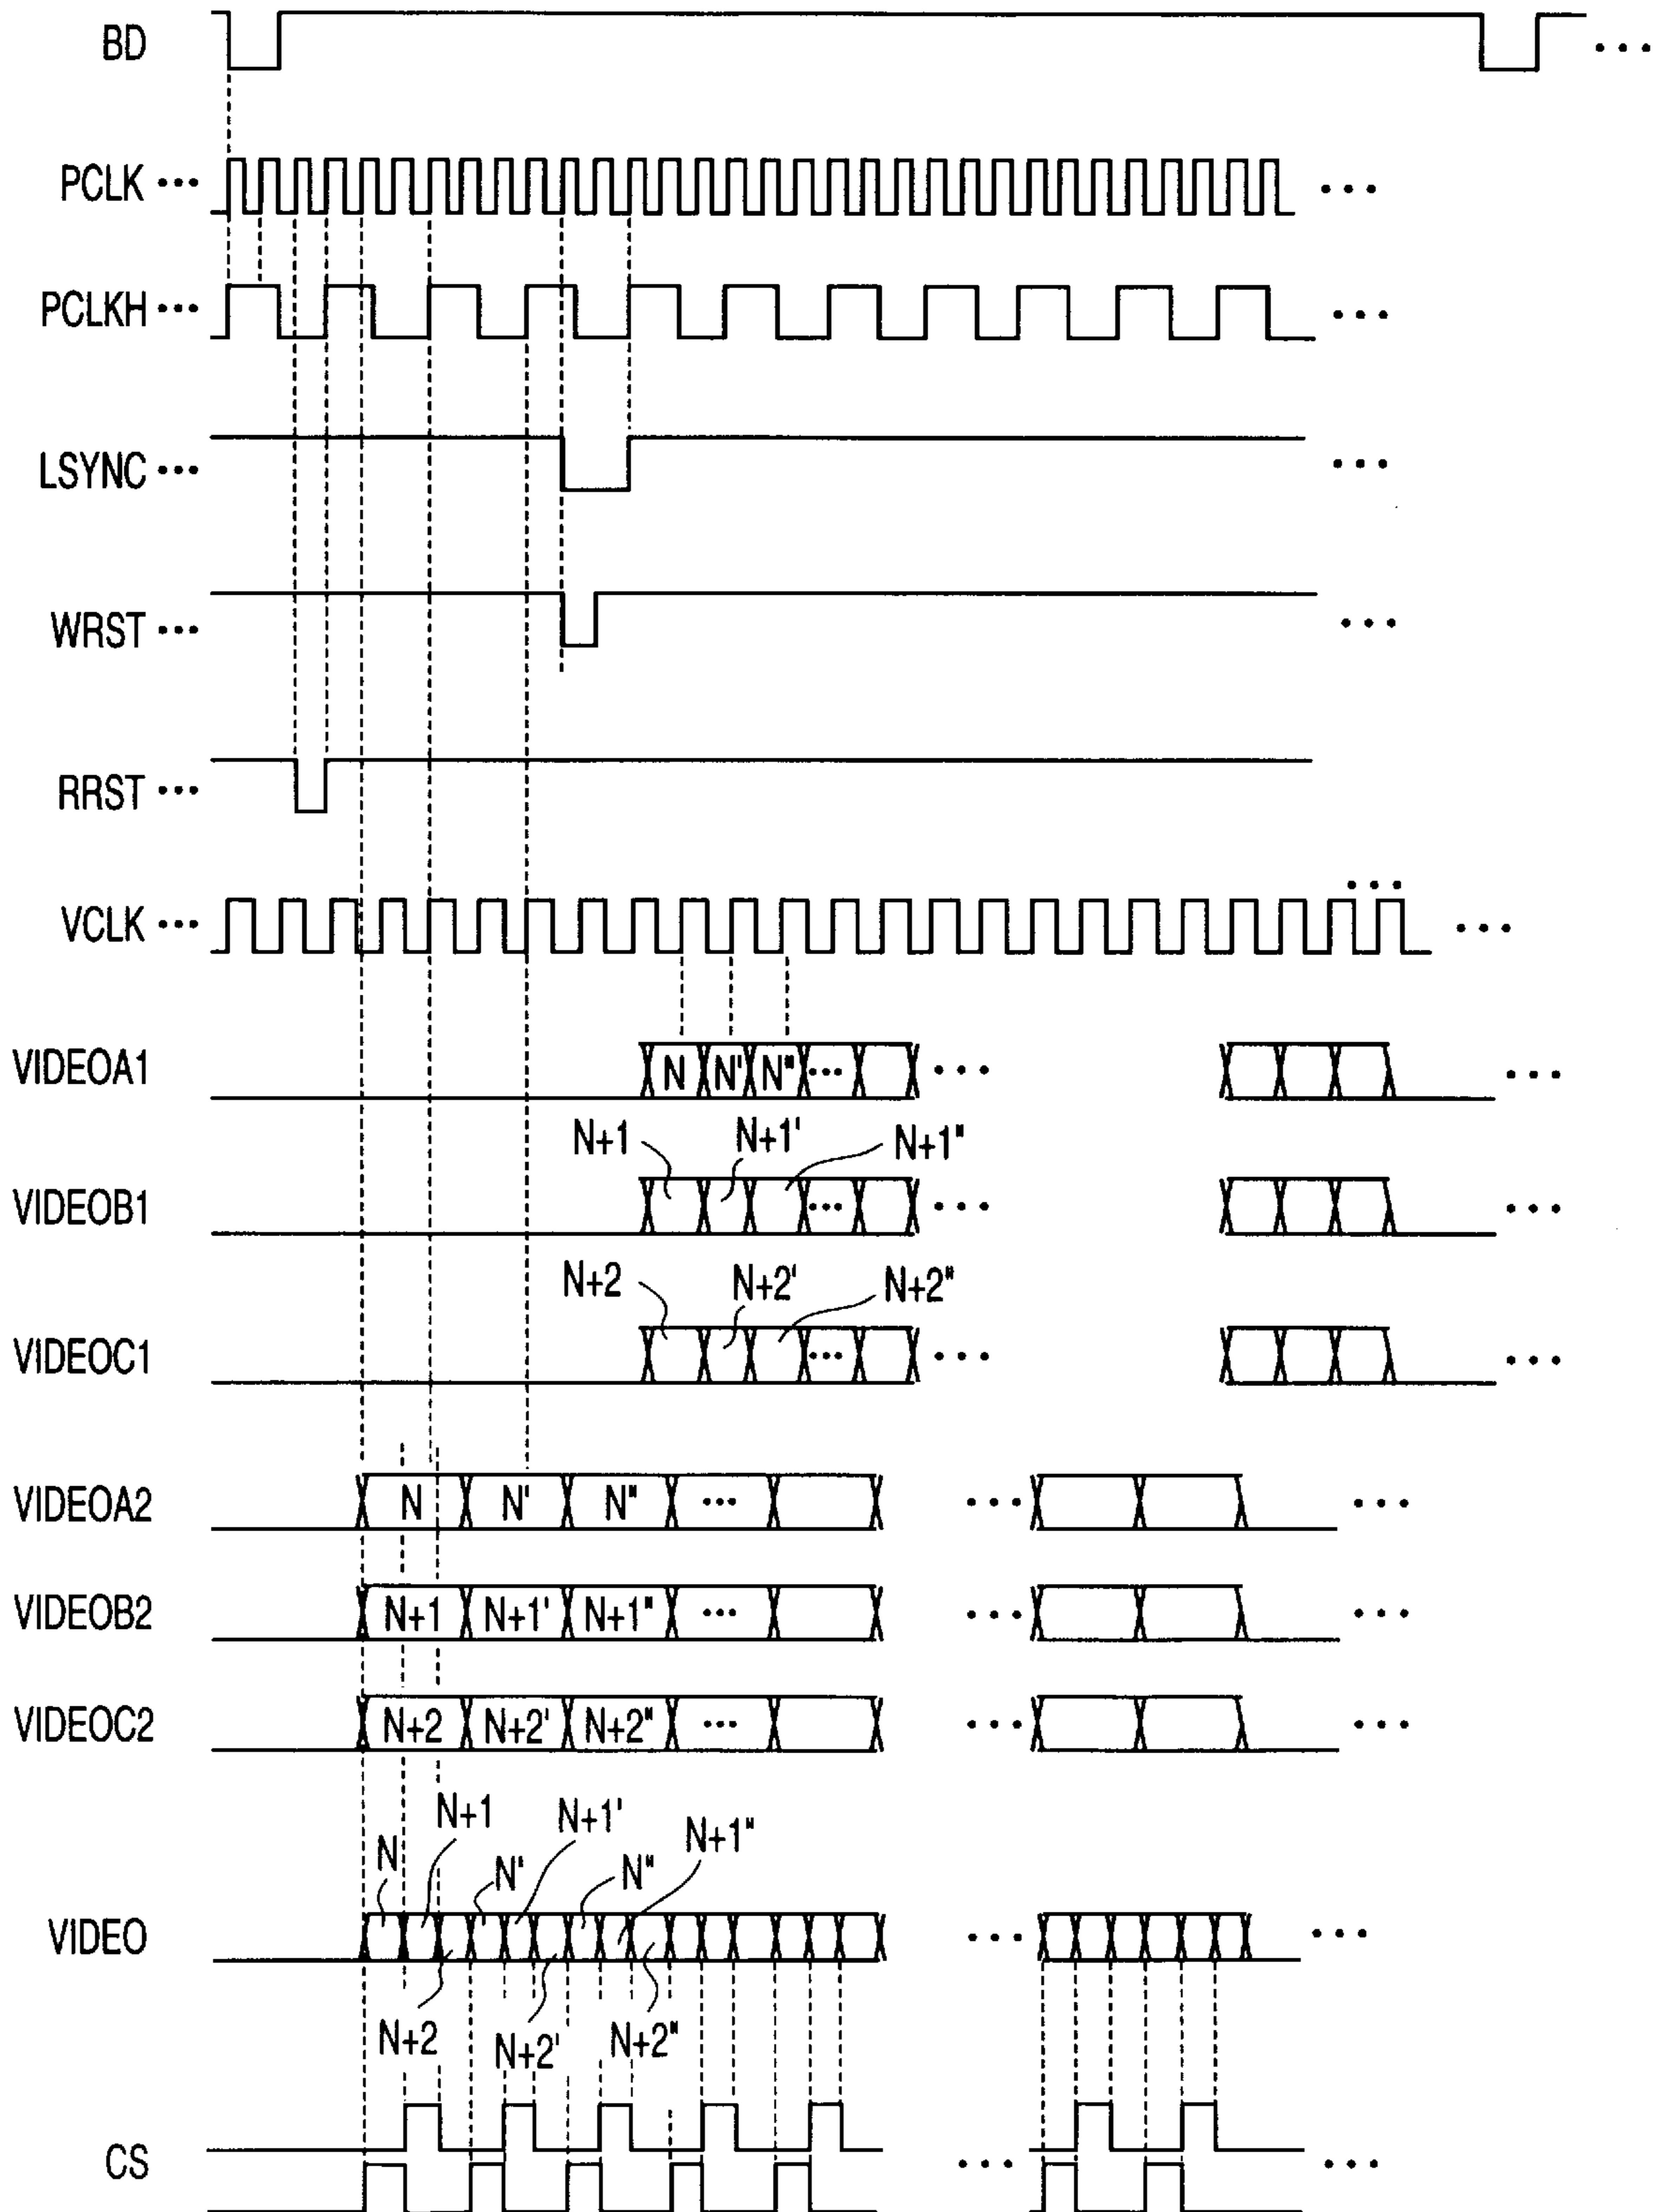 BD ...
PCLK ... ...
PCLKH ... ...
LSYNC ... ...
WRST ... ...
RRST ...
VCLK ... ... ...
VIDEOA1 N N' N" ... ... ...
N+1 N+1' N+1"
VIDEOB1 ... ... ...
N+2 N+2' N+2"
VIDEOC1 ... ... ...
VIDEOA2 N N' N" ... ... ...
VIDEOB2 N+1 N+1' N+1" ... ... ...
VIDEOC2 N+2 N+2' N+2" ... ... ...
N N+1 N' N+1' N" N+1"
VIDEO ... ...
N+2 N+2' N+2"
CS ... ...